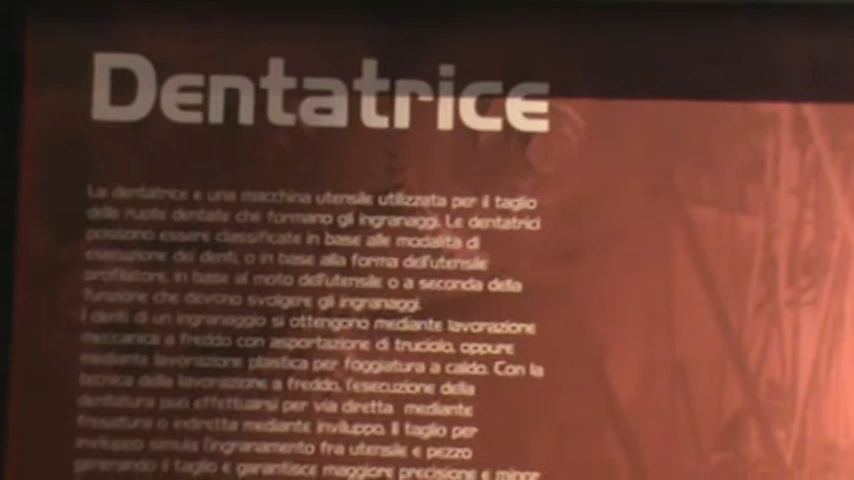 Dentatrice
La dentatrice e una macchina utensile utilizzata per il taglio
delle ruote dentate che formano gli ingranaggi. Le dentatrici
possono essere classificate in base alle modalità di
esecuzione dei denti, o in base alla forma dell'utensile
profilatore, in base al moto dell'utensile o a seconda della
funzione che devono svolgere gli ingranaggi.
I denti di un ingranaggio si ottengono mediante lavorazione
meccanica a freddo con asportazione di truciolo, oppure
mediante lavorazione plastica per foggiatura a caldo. Con la
tecnica della lavorazione a freddo, l'esecuzione della
dentatura può effettuarsi per via diretta mediante
fresatura o indiretta mediante inviluppo. Il taglio per
inviluppo simula l'ingranamento fra utensile e pezzo
generando il taglio e garantisce maggiore precisione e minor